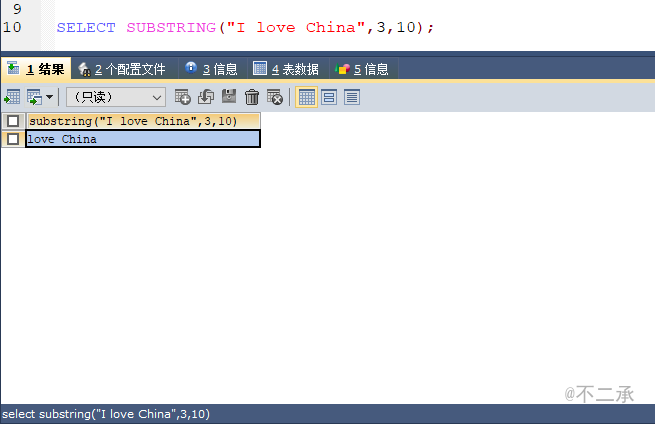 9
10 SELECT SUBSTRING("I love China",3,10);
1 结果 2 个配置文件 3 信息 4 表数据 5 信息
（只读）
substring("I love China",3,10)
love China
@不二承
select substring("I love China",3,10)